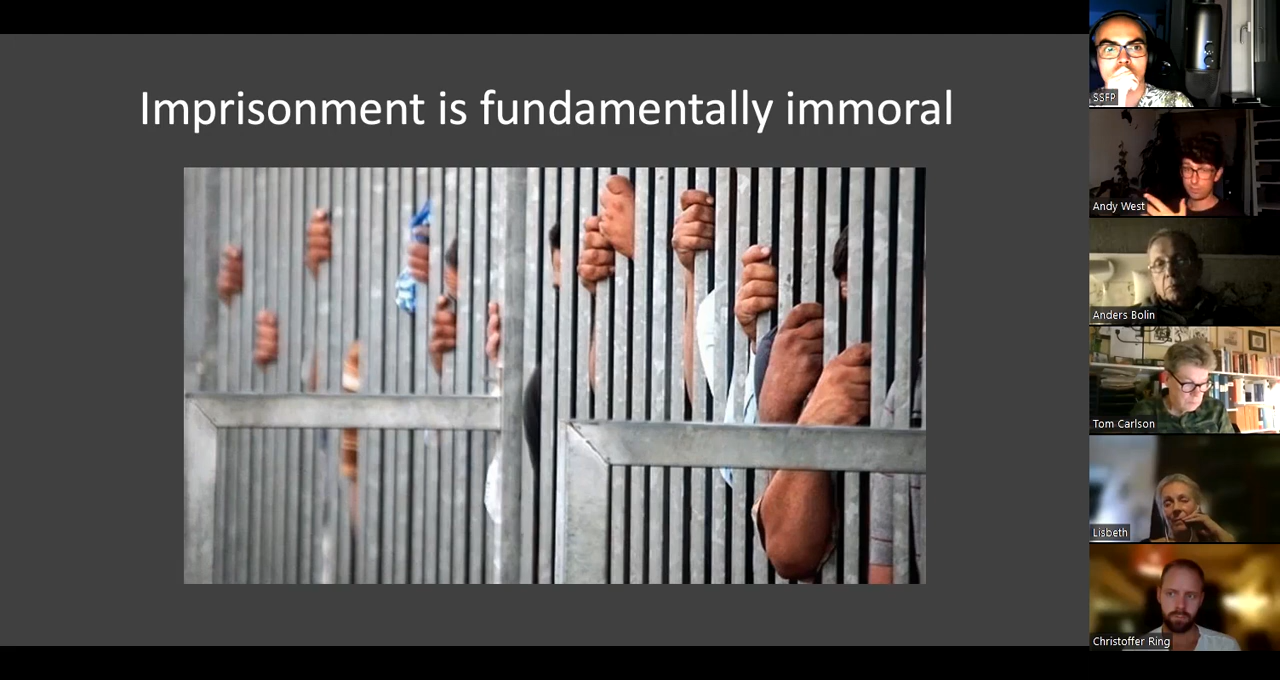 Imprisonment is fundamentally immoral
SSFP
Andy West
Anders Bolin
Tom Carlson
Lisbeth
Christoffer Ring